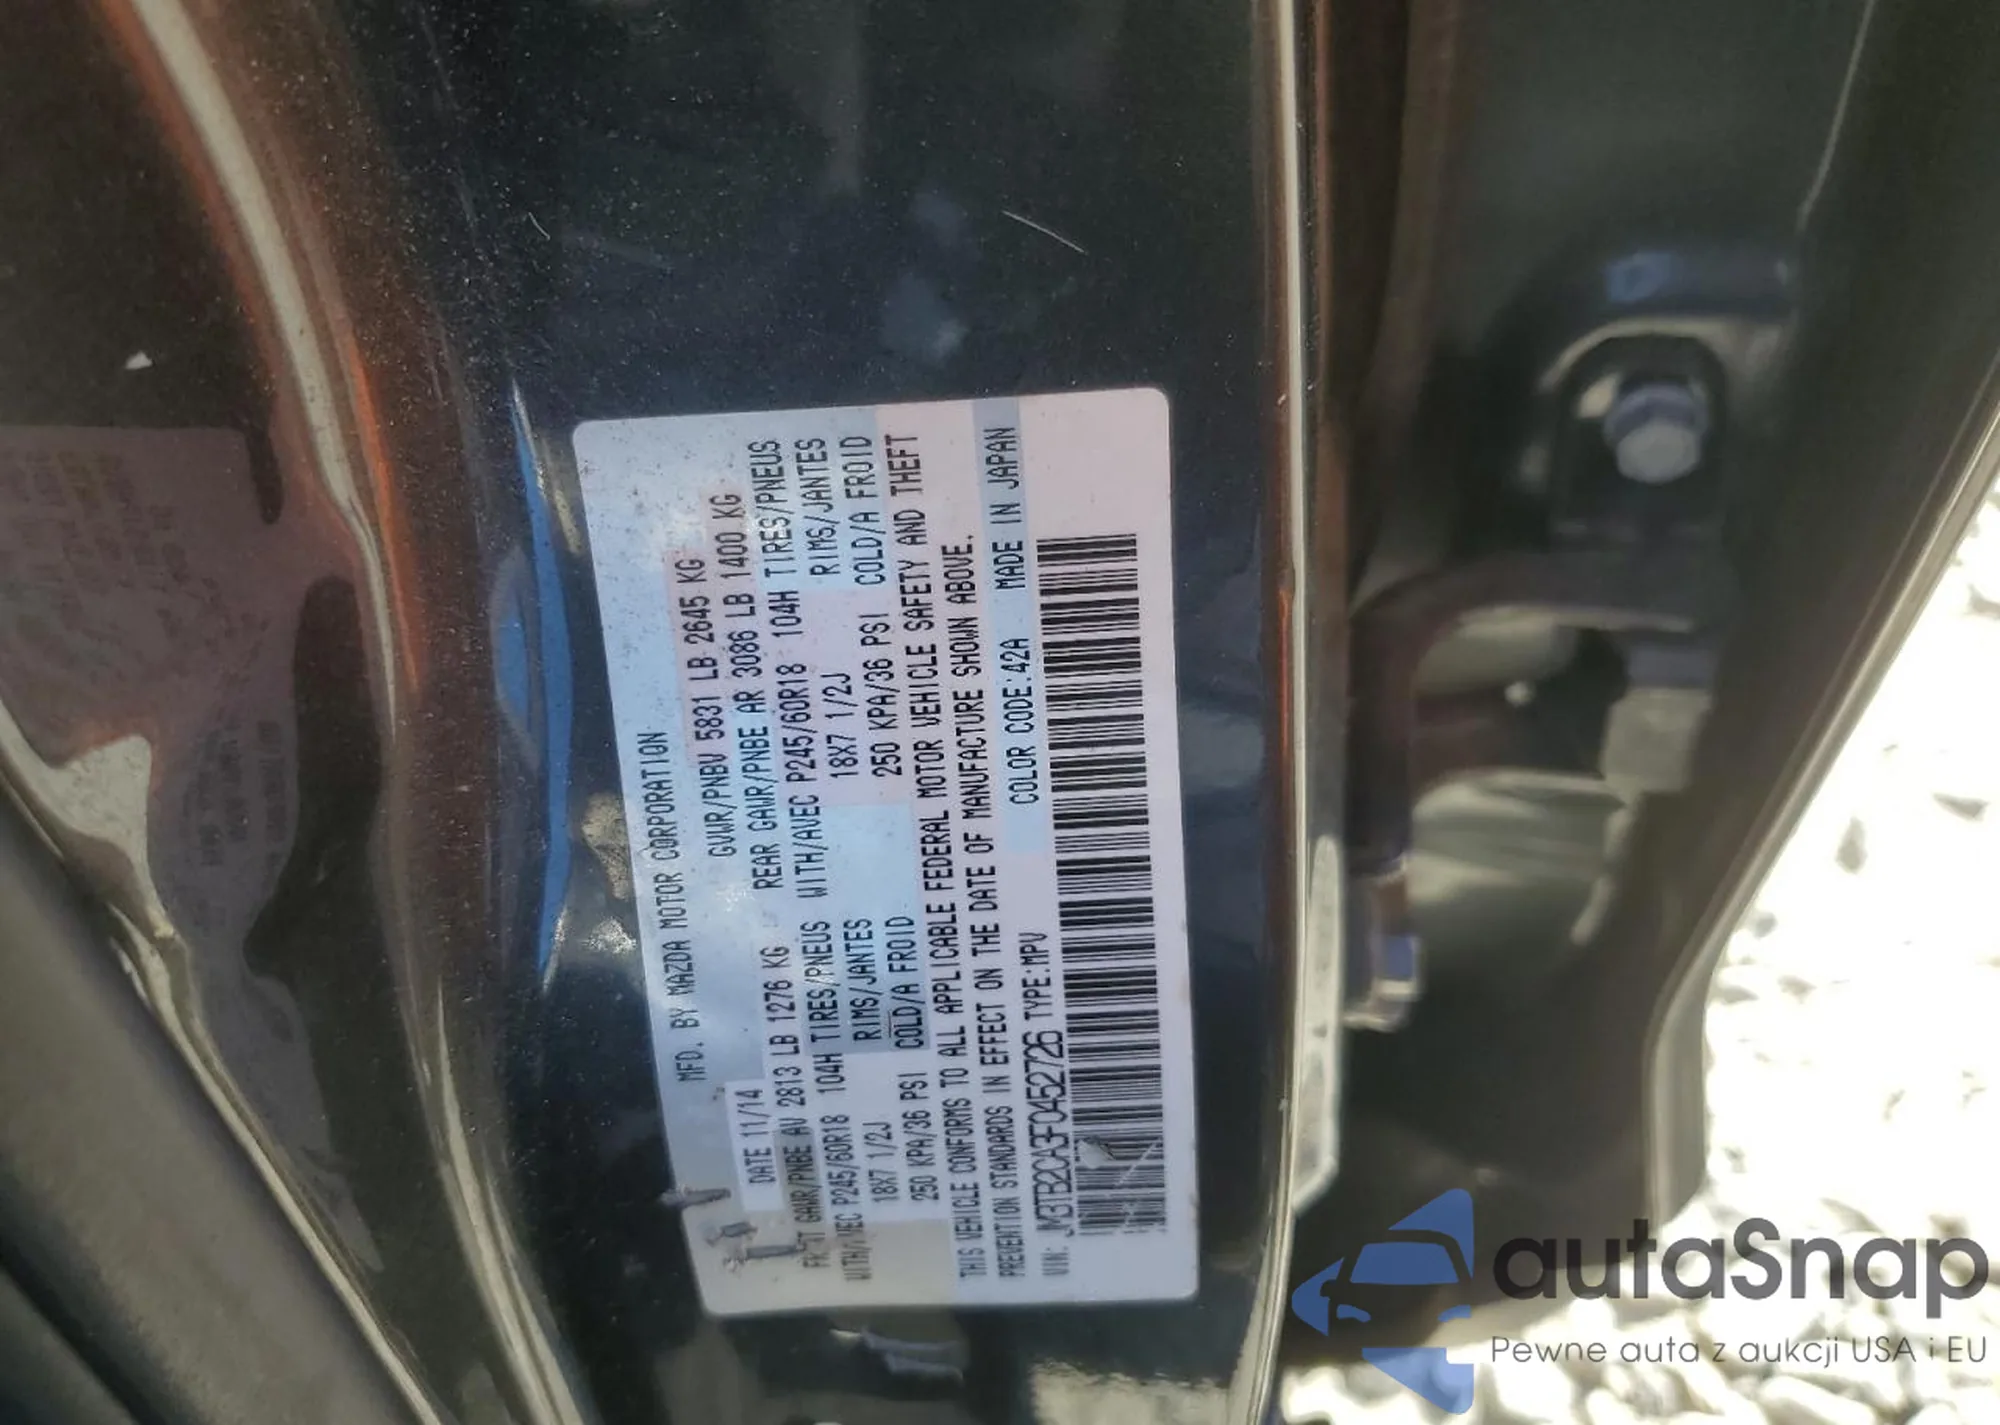 MFD. BY MAZDA MOTOR CORPORATION
DATE 11/14 GVWR/PNBV 5831 LB 2645 KG
FRONT GAWR/PNBE AV 2813 LB 1276 KG REAR GAWR/PNBE AR 3086 LB 1400 KG
WITH/AVEC P245/60R18 104H TIRES/PNEUS WITH/AVEC P245/60R18 104H TIRES/PNEUS
18X7 1/2J RIMS/JANTES 18X7 1/2J RIMS/JANTES
250 KPA/36 PSI COLD/A FROID 250 KPA/36 PSI COLD/A FROID
THIS VEHICLE CONFORMS TO ALL APPLICABLE FEDERAL MOTOR VEHICLE SAFETY AND THEFT
PREVENTION STANDARDS IN EFFECT ON THE DATE OF MANUFACTURE SHOWN ABOVE.
VIN: JM3TB2CA3F0452726 TYPE:MPV COLOR CODE.42A MADE IN JAPAN
autaSnap
Pewne auta z aukcji USA i EU